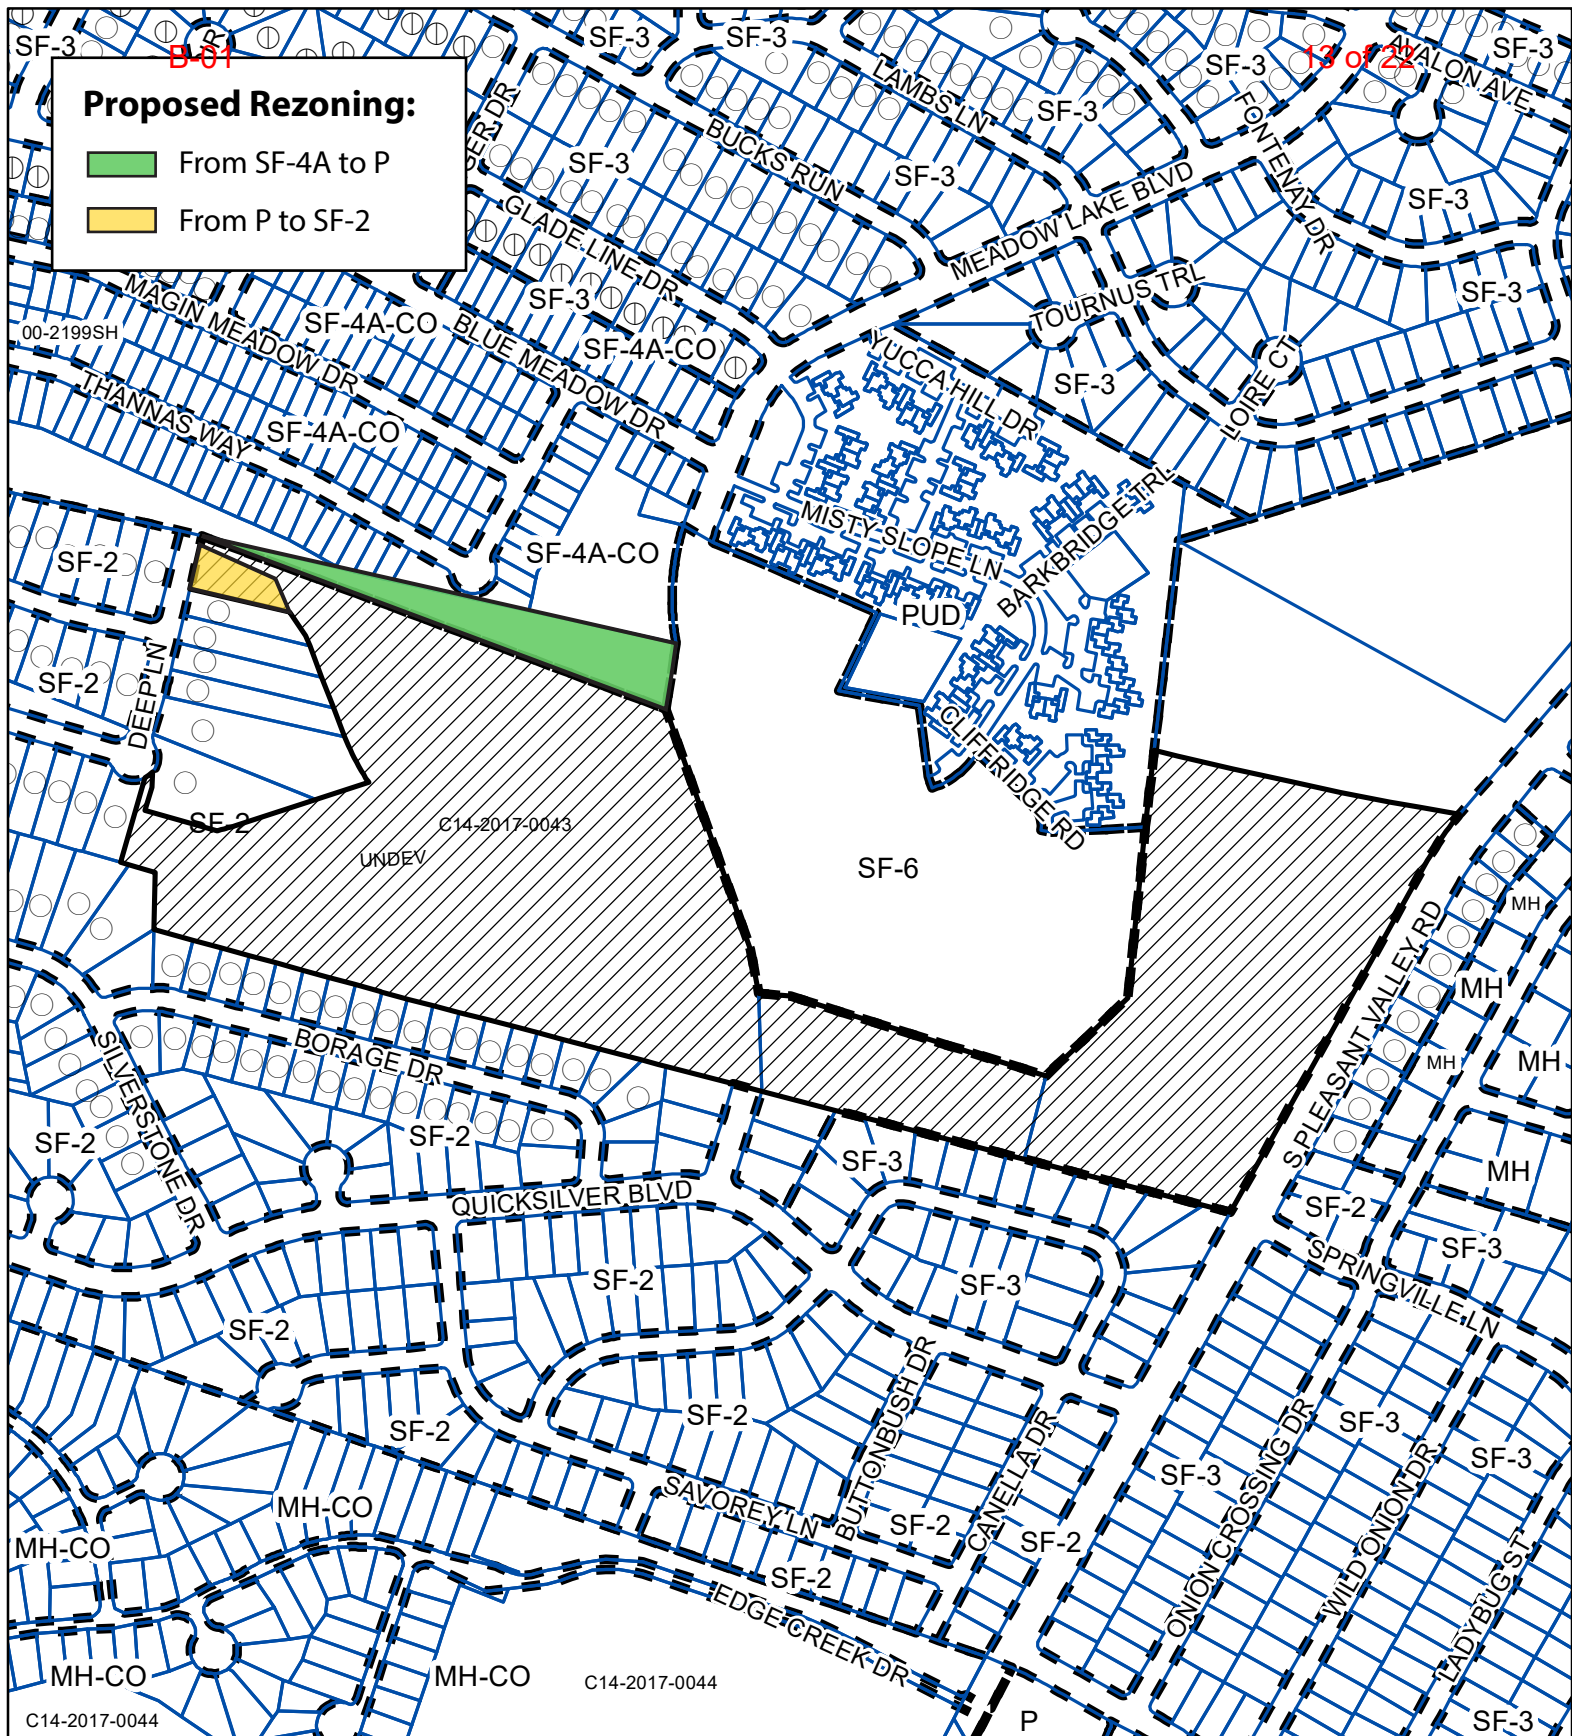 SF-3
B-01
SF-3
SF-3
SF-3
13 of 22
AVALON AVE
SF-3
Proposed Rezoning:
From SF-4A to P
From P to SF-2
GER DR
LAMBS LN
SF-3
FONTENAY DR
BUCKS RUN
SF-3
SF-3
SF-3
MEADOW LAKE BLVD
GLADE LINE DR
SF-3
TOURNUS TRL
SF-3
MAGIN MEADOW DR
00-2199SH
SF-4A-CO
BLUE MEADOW DR
SF-4A-CO
YUCCA HILL DR
SF-3
LOIRE CT
THANNAS WAY
SF-4A-CO
MISTY SLOPE LN
BARKBRIDGE TRL
SF-2
SF-4A-CO
PUD
DEEP LN
SF-2
CLIFFRIDGE RD
SF-2
C14-2017-0043
UNDEV
SF-6
MH
S PLEASANT VALLEY RD
MH
MH
MH
SILVERSTONE DR
BORAGE DR
SF-2
SF-2
SF-3
MH
QUICKSILVER BLVD
SF-2
SF-3
SPRINGVILLE LN
SF-2
SF-3
SF-2
BUTTONBUSH DR
SF-2
SF-2
CANELLA DR
SF-3
SF-3
SF-3
ONION CROSSING DR
WILD ONION DR
LADYBUG ST
MH-CO
SAVOREY LN
SF-2
SF-2
MH-CO
SF-2
EDGE CREEK DR
MH-CO
MH-CO
C14-2017-0044
C14-2017-0044
P
SF-3